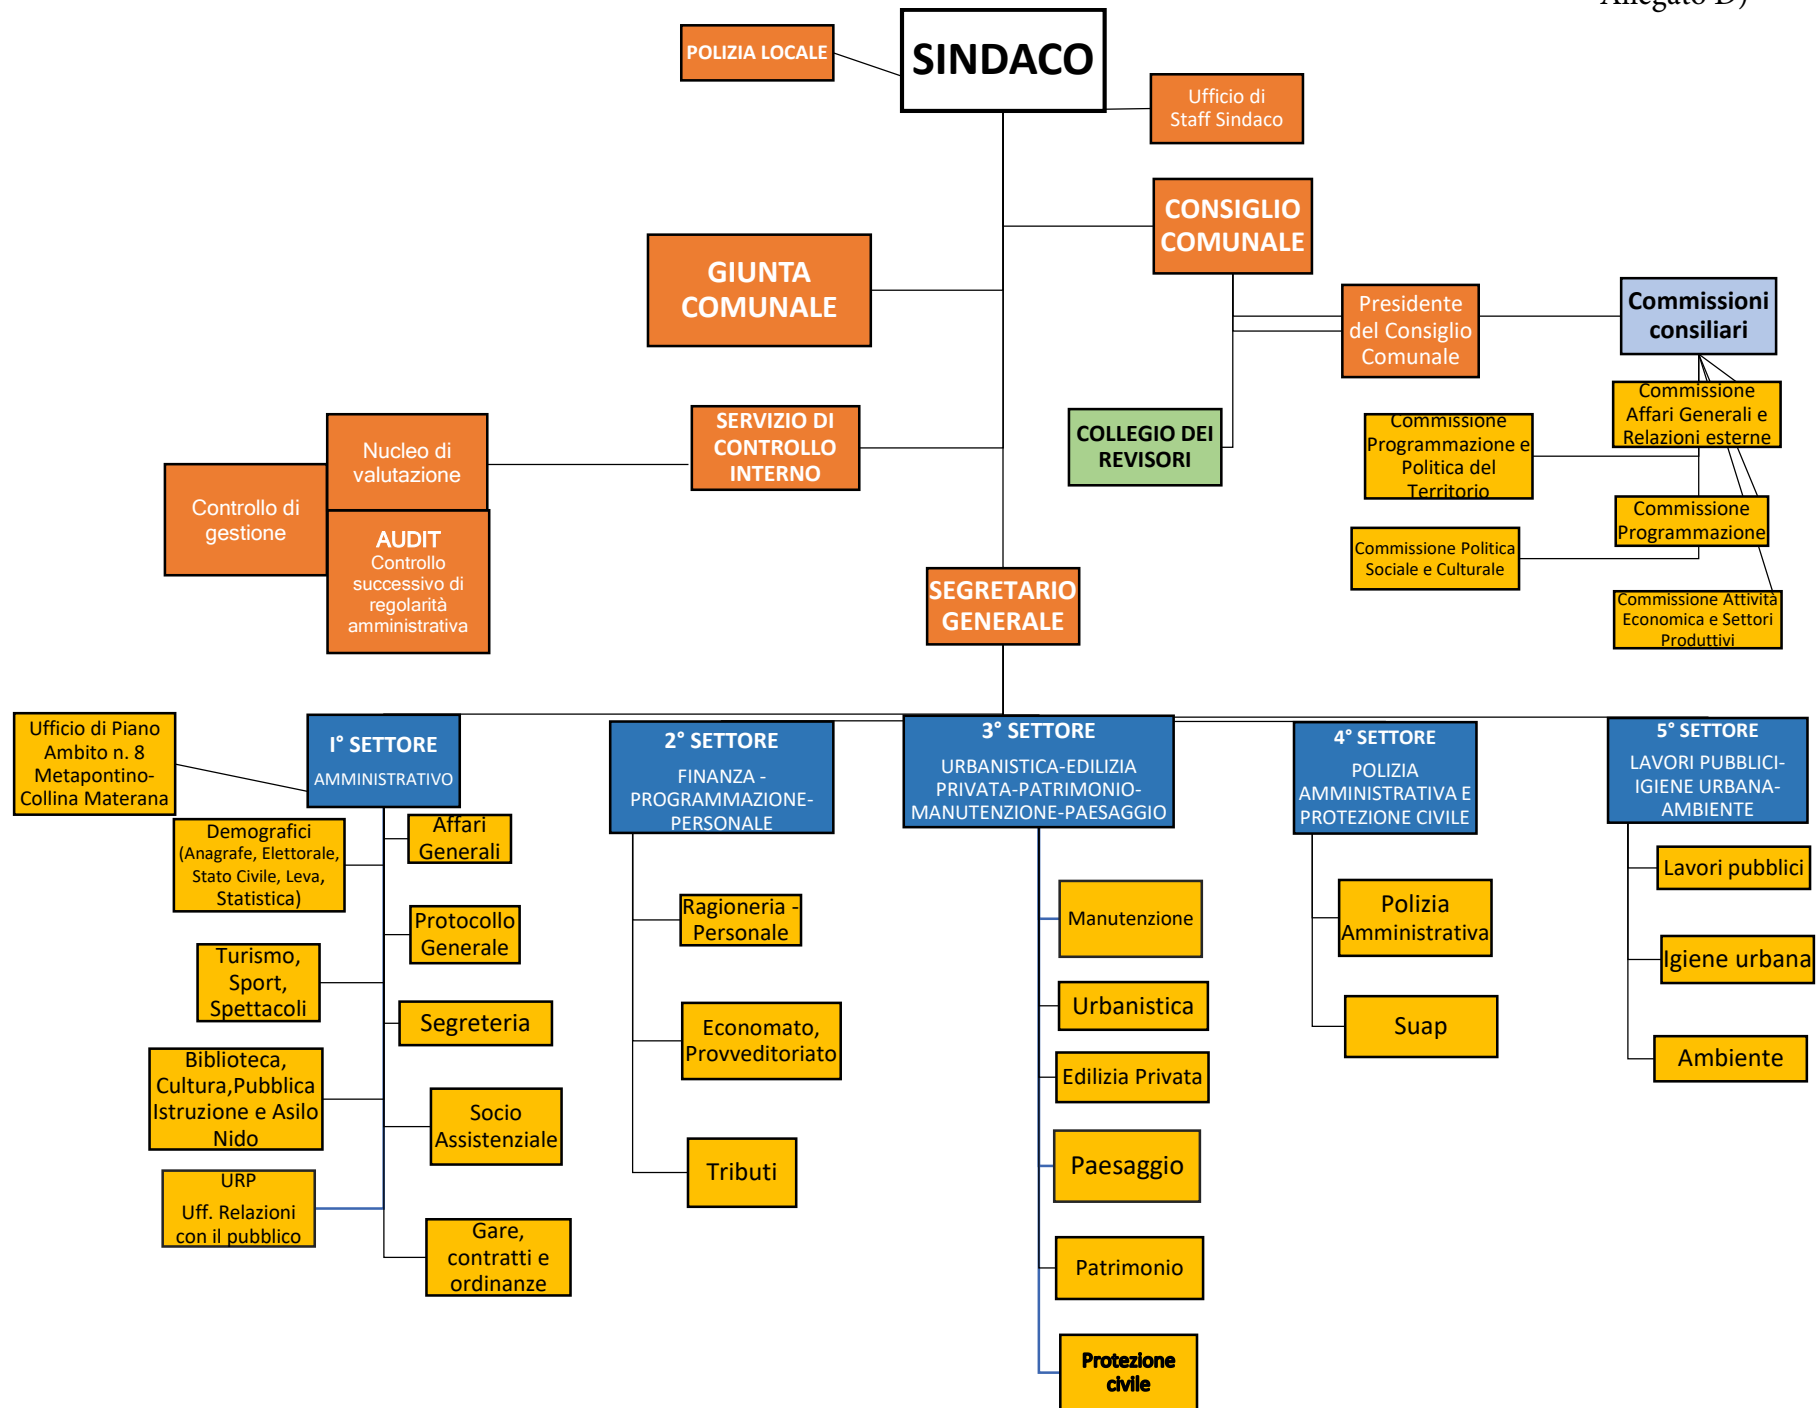 Allegato D)
POLIZIA LOCALE
SINDACO
Ufficio di
Staff Sindaco
CONSIGLIO
COMUNALE
GIUNTA
COMUNALE
Presidente
del Consiglio
Comunale
Commissioni
consiliari
Commissione
Affari Generali e
Relazioni esterne
Commissione
Programmazione e
Politica del
Territorio
SERVIZIO DI
CONTROLLO
INTERNO
COLLEGIO DEI
REVISORI
Nucleo di
valutazione
Controllo di
gestione
AUDIT
Controllo
successivo di
regolarità
amministrativa
Commissione
Programmazione
Commissione Politica
Sociale e Culturale
Commissione Attività
Economica e Settori
Produttivi
SEGRETARIO
GENERALE
Ufficio di Piano
Ambito n. 8
Metapontino-
Collina Materana
I° SETTORE
AMMINISTRATIVO
2° SETTORE
FINANZA -
PROGRAMMAZIONE-
PERSONALE
3° SETTORE
URBANISTICA-EDILIZIA
PRIVATA-PATRIMONIO-
MANUTENZIONE-PAESAGGIO
4° SETTORE
POLIZIA
AMMINISTRATIVA E
PROTEZIONE CIVILE
5° SETTORE
LAVORI PUBBLICI-
IGIENE URBANA-
AMBIENTE
Demografici
(Anagrafe, Elettorale,
Stato Civile, Leva,
Statistica)
Affari
Generali
Protocollo
Generale
Turismo,
Sport,
Spettacoli
Segreteria
Biblioteca,
Cultura,Pubblica
Istruzione e Asilo
Nido
Socio
Assistenziale
URP
Uff. Relazioni
con il pubblico
Gare,
contratti e
ordinanze
Ragioneria -
Personale
Economato,
Provveditoriato
Tributi
Manutenzione
Urbanistica
Edilizia Privata
Paesaggio
Patrimonio
Protezione
civile
Polizia
Amministrativa
Suap
Lavori pubblici
Igiene urbana
Ambiente